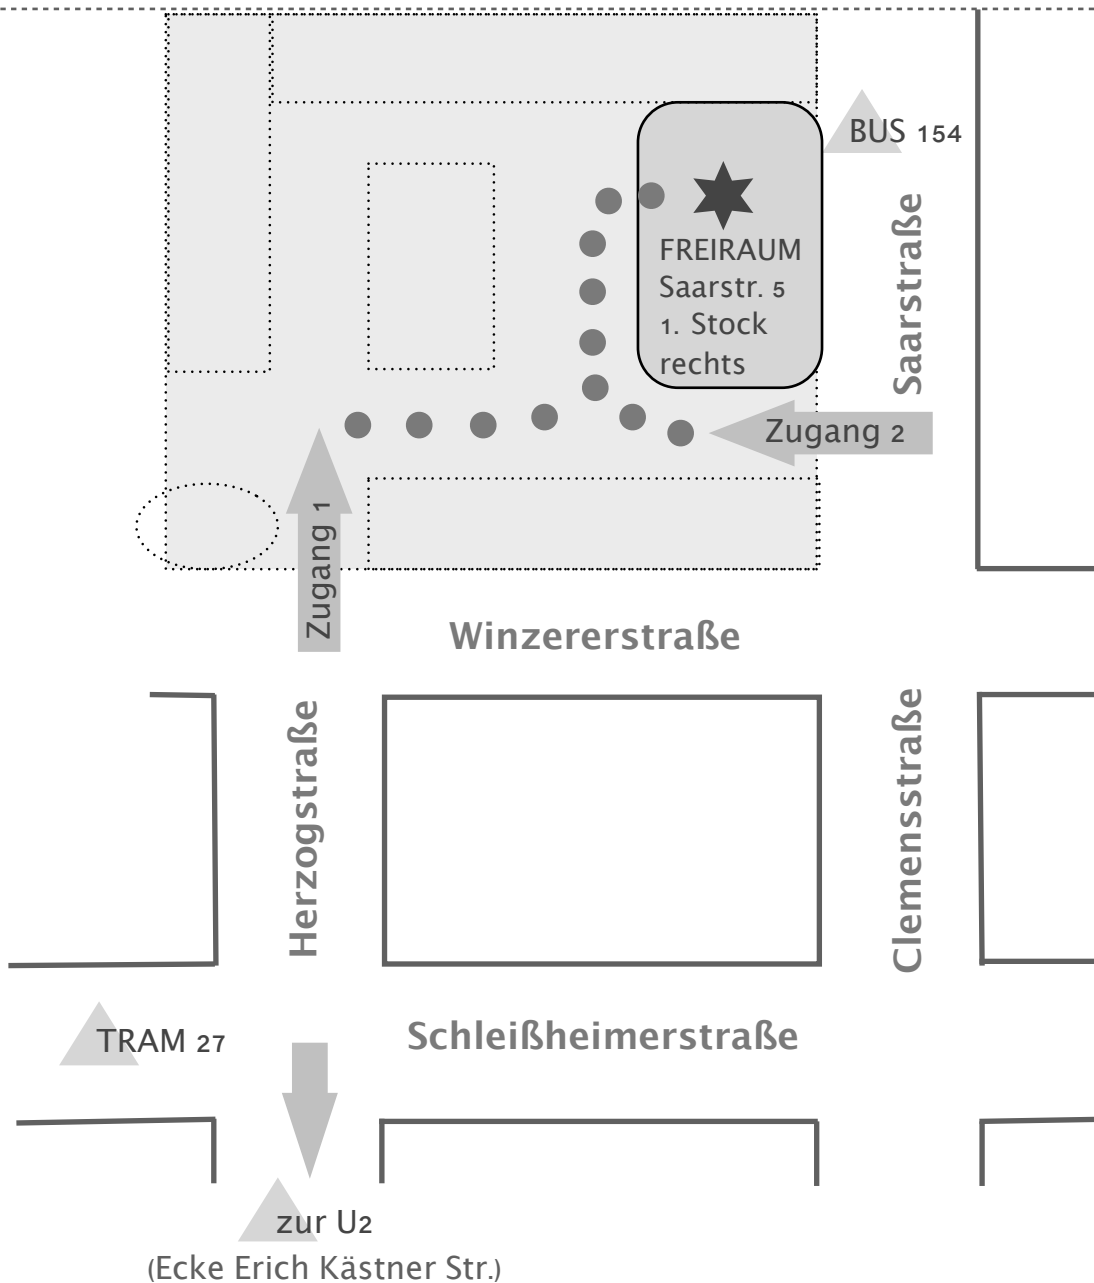 BUS 154
Saarstraße
FREIRAUM
Saarstr. 5
1. Stock
rechts
Zugang 2
Zugang 1
Winzererstraße
Herzogstraße
Clemensstraße
TRAM 27
Schleißheimerstraße
zur U2
(Ecke Erich Kästner Str.)